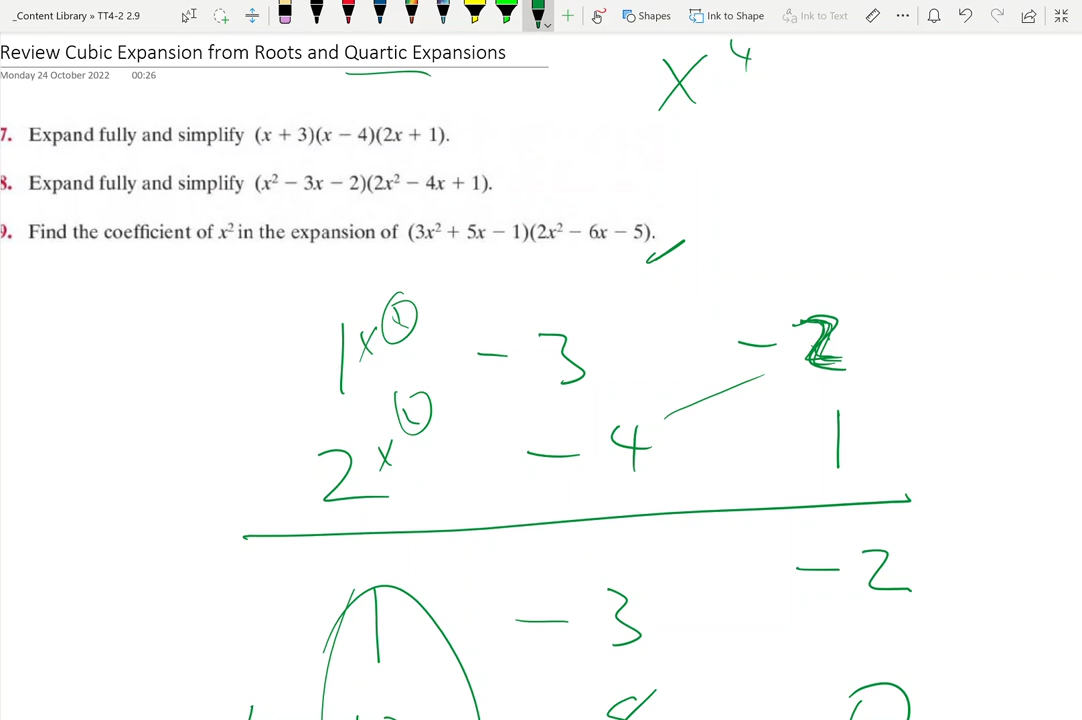 _Content Library » TT4-2 2.9
Shapes
Ink to Shape
Ink to Text
Review Cubic Expansion from Roots and Quartic Expansions
Monday 24 October 2022 00:26
x⁴
7. Expand fully and simplify (x + 3)(x − 4)(2x + 1).
8. Expand fully and simplify (x² − 3x − 2)(2x² − 4x + 1).
9. Find the coefficient of x² in the expansion of (3x² + 5x − 1)(2x² − 6x − 5).
1x − 3 − 2
2x − 4 1
− 2
1 − 3